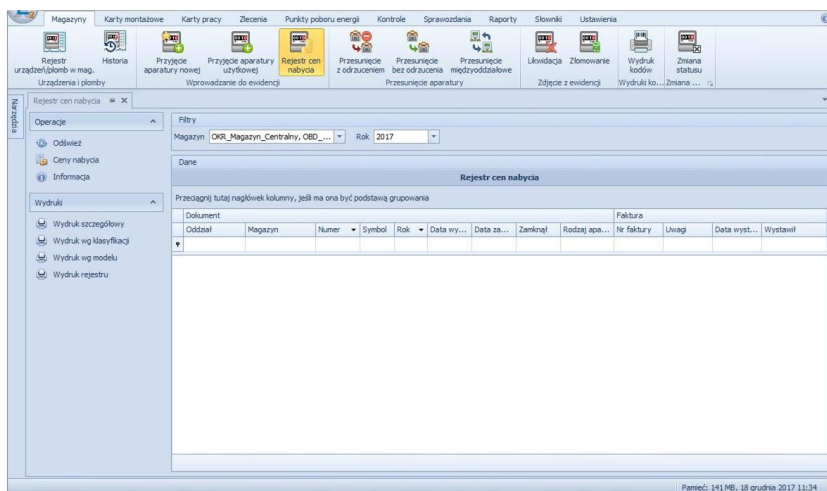 Magazyny Karty montażowe Karty pracy Zlecenia Punkty poboru energii Kontrole Sprawozdania Raporty Słowniki Ustawienia
Rejestr urządzeń/plomb w mag.
Historia
Przyjęcie aparatury nowej
Przyjęcie aparatury użytkowej
Rejestr cen nabycia
Przesunięcie z odrzuceniem
Przesunięcie bez odrzucenia
Przesunięcie międzyoddziałowe
Likwidacja
Złomowanie
Wydruk kodów
Zmiana statusu
Urządzenia i plomby Wprowadzanie do ewidencji Przesunięcie aparatury Zdjęcie z ewidencji Wydruki ko... Zmiana ...
Narzędzia
Rejestr cen nabycia
Operacje
Odśwież
Ceny nabycia
Informacja
Wydruki
Wydruk szczegółowy
Wydruk wg klasyfikacji
Wydruk wg modelu
Wydruk rejestru
Filtry
Magazyn OKR_Magazyn_Centralny, OBD_... Rok 2017
Dane
Rejestr cen nabycia
Przeciągnij tutaj nagłówek kolumny, jeśli ma ona być podstawą grupowania
Dokument Faktura
Oddział Magazyn Numer Symbol Rok Data wy... Data za... Zamknął Rodzaj apa... Nr faktury Uwagi Data wyst... Wystawił
Pamięć: 141 MB, 18 grudnia 2017 11:34